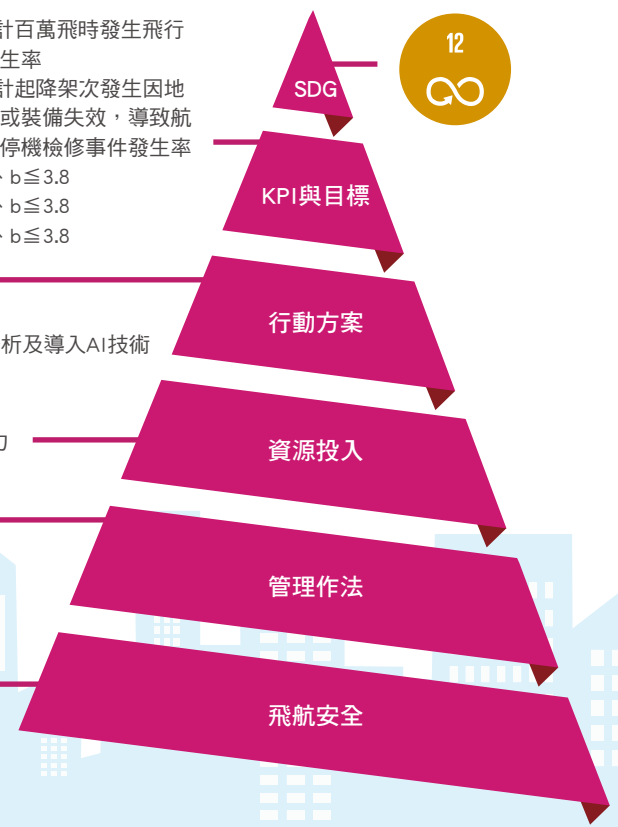 計百萬飛時發生飛行
生率
計起降架次發生因地
或裝備失效，導致航
停機檢修事件發生率
、b≦3.8
、b≦3.8
、b≦3.8
析及導入AI技術
力
12
SDG
KPI與目標
行動方案
資源投入
管理作法
飛航安全